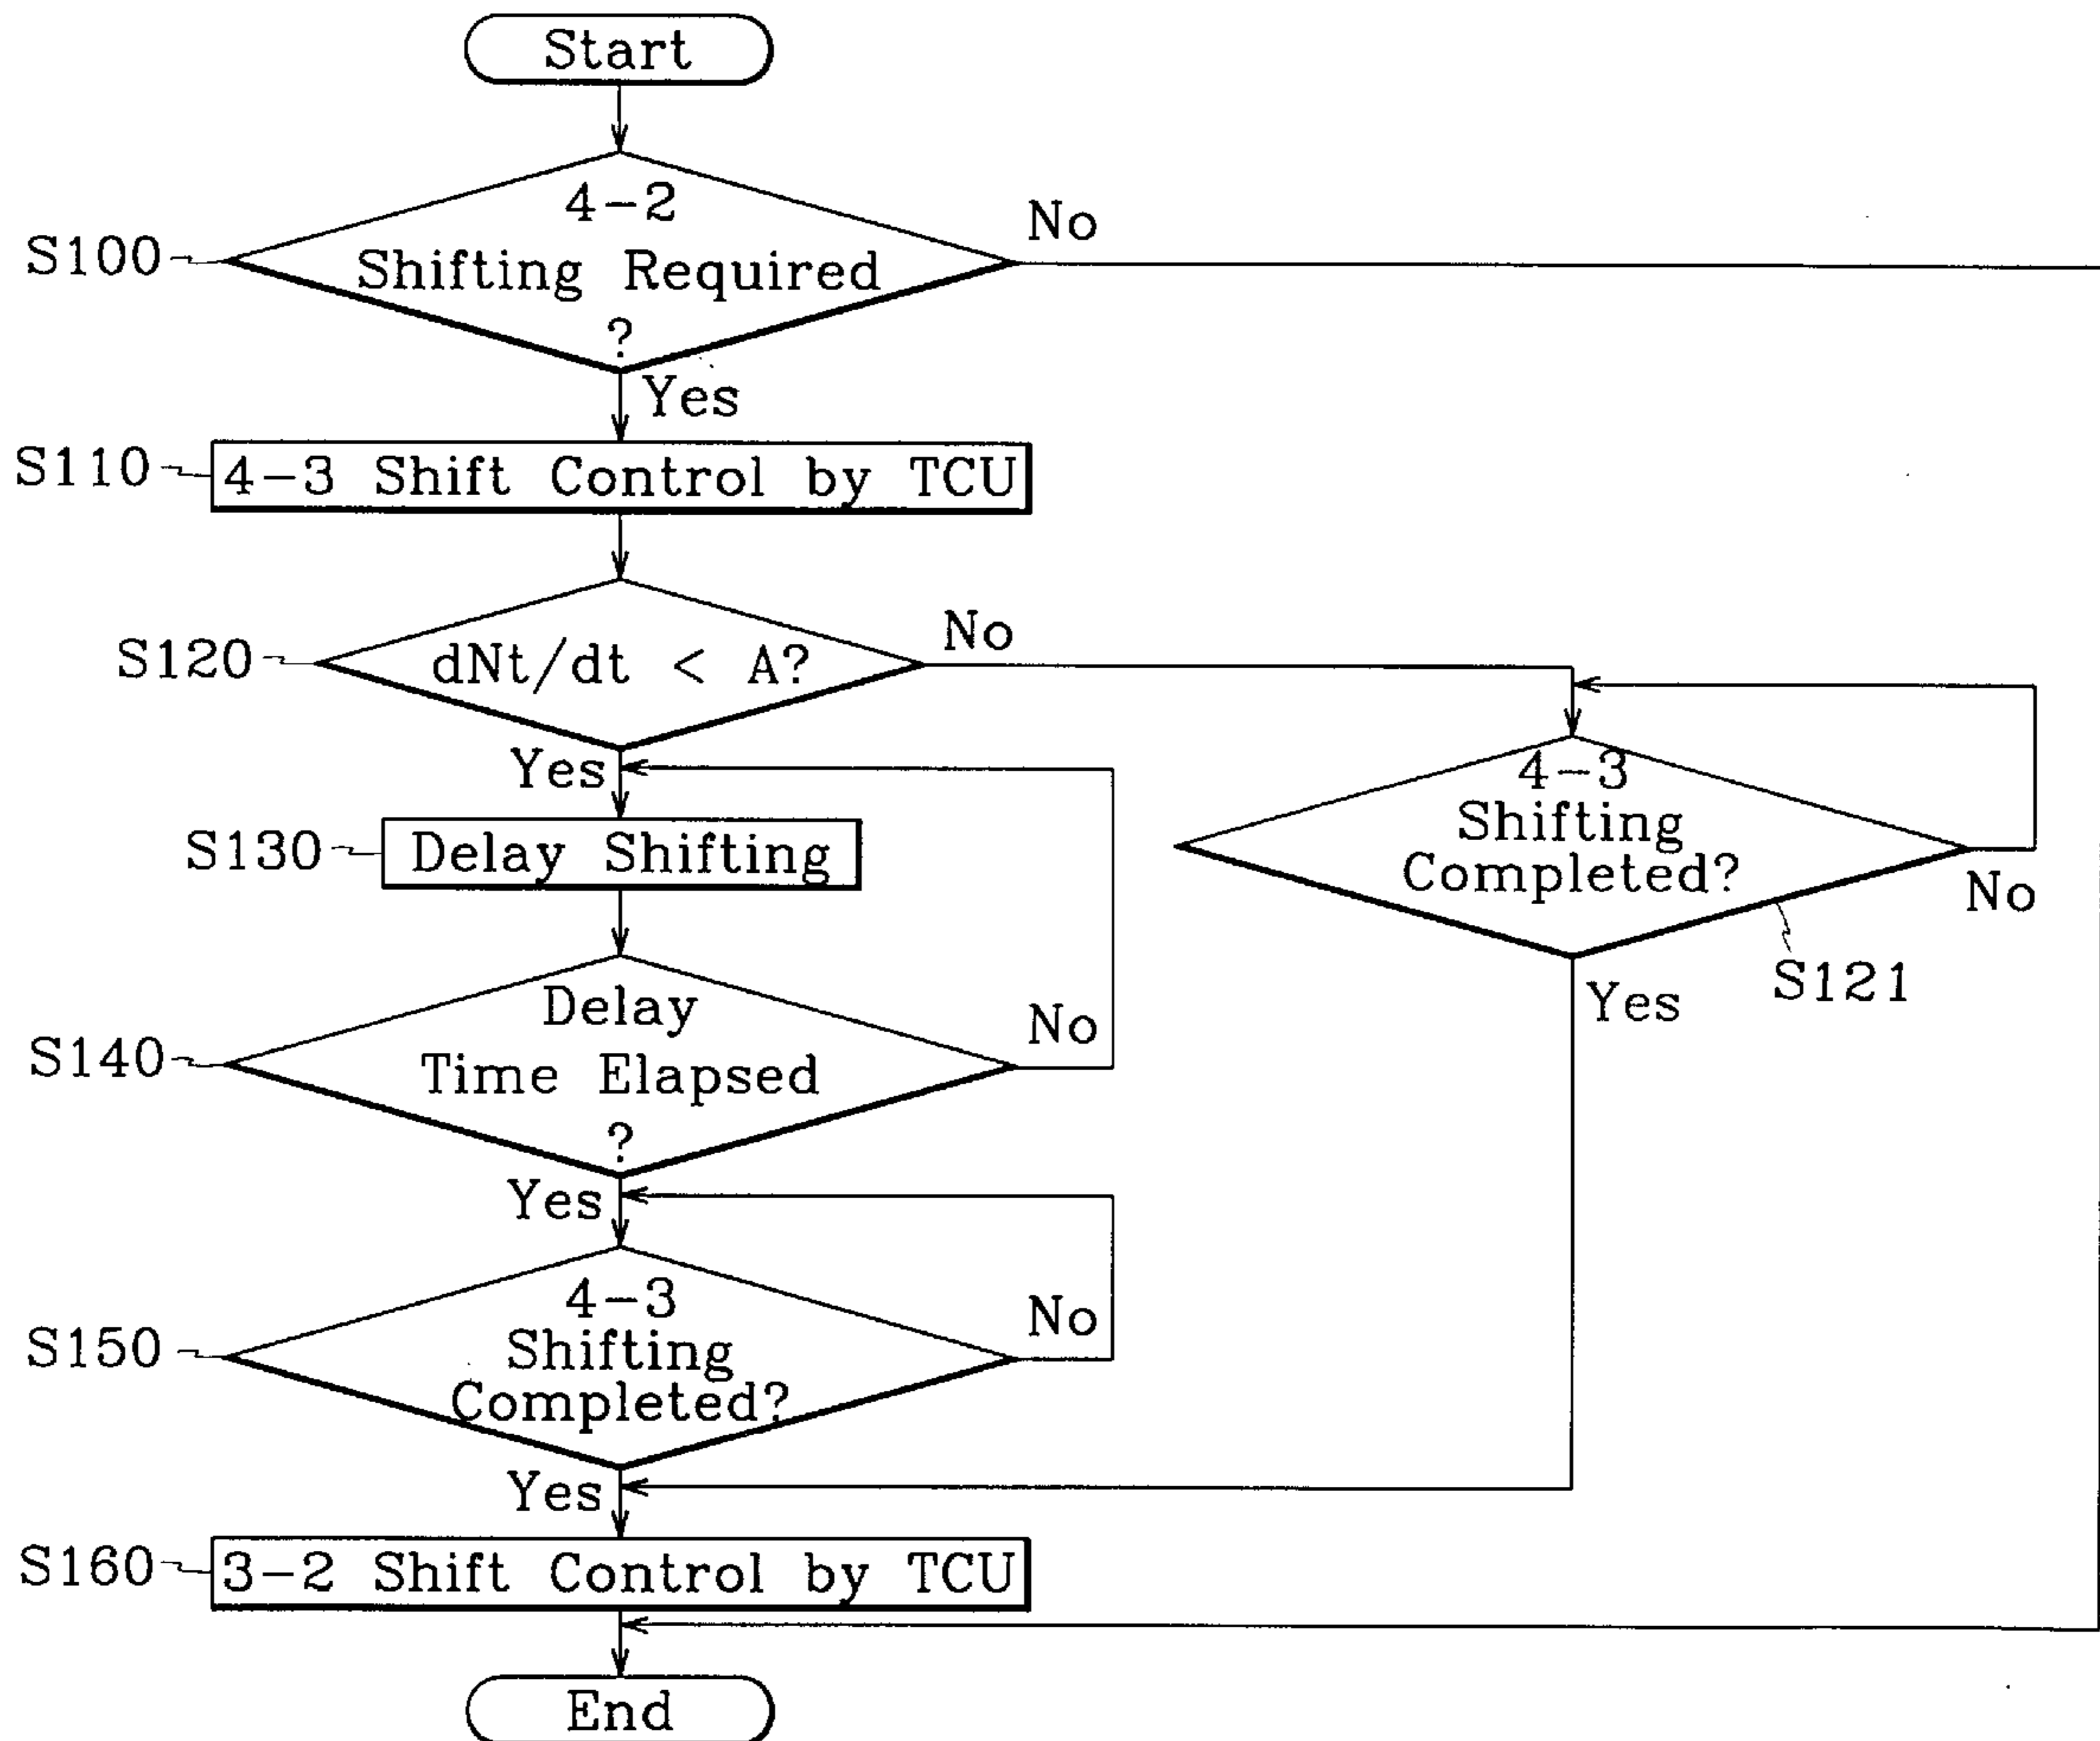 Start
4-2
Shifting Required
?
S100
No
Yes
S110
4-3 Shift Control by TCU
S120
dNt/dt < A?
No
Yes
S130
Delay Shifting
4-3
Shifting
Completed?
No
S121
Yes
S140
Delay
Time Elapsed
?
No
Yes
S150
4-3
Shifting
Completed?
No
Yes
S160
3-2 Shift Control by TCU
End